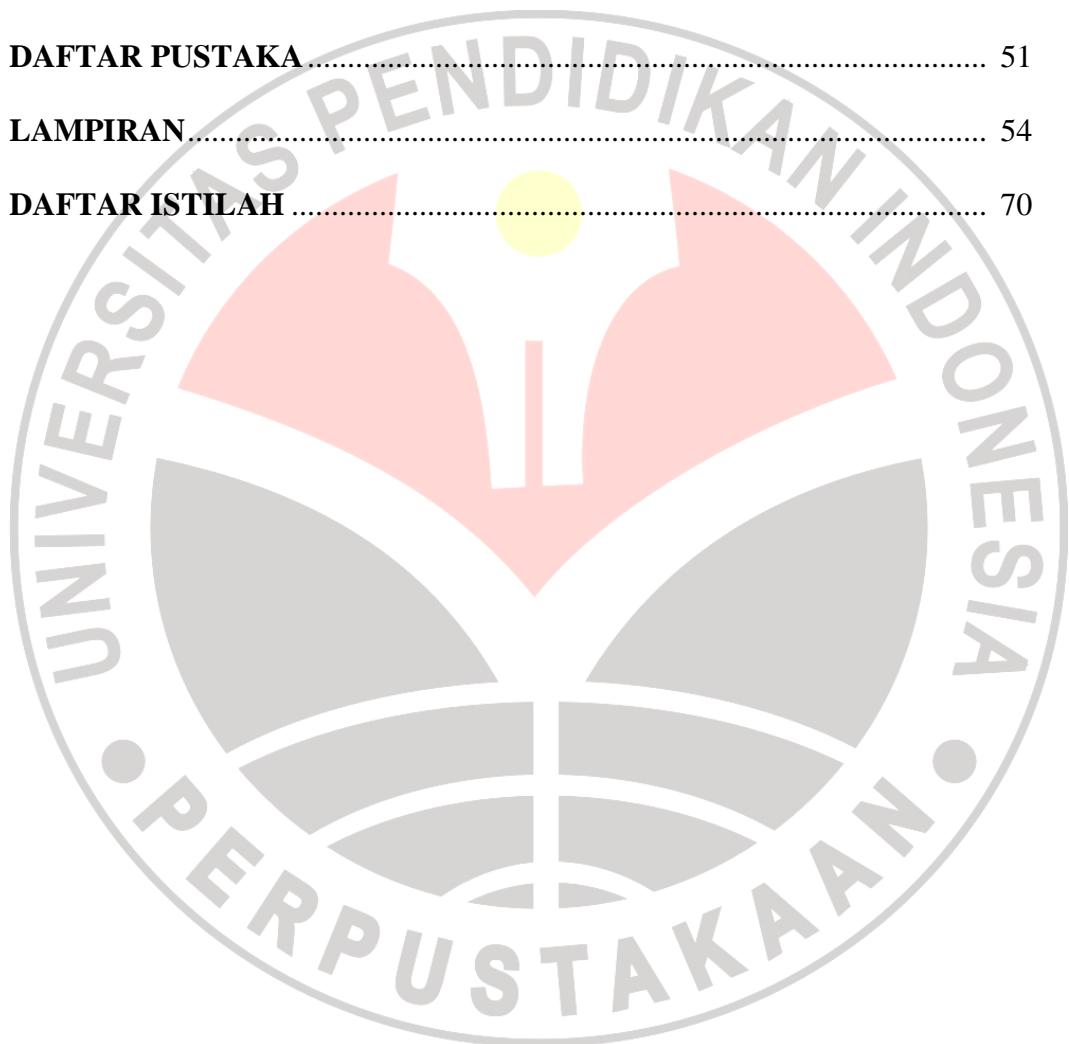 DAFTAR PUSTAKA.................................................................................. 51
LAMPIRAN................................................................................................ 54
DAFTAR ISTILAH ................................................................................... 70
UNIVERSITAS PENDIDIKAN INDONESIA
PERPUSTAKAAN